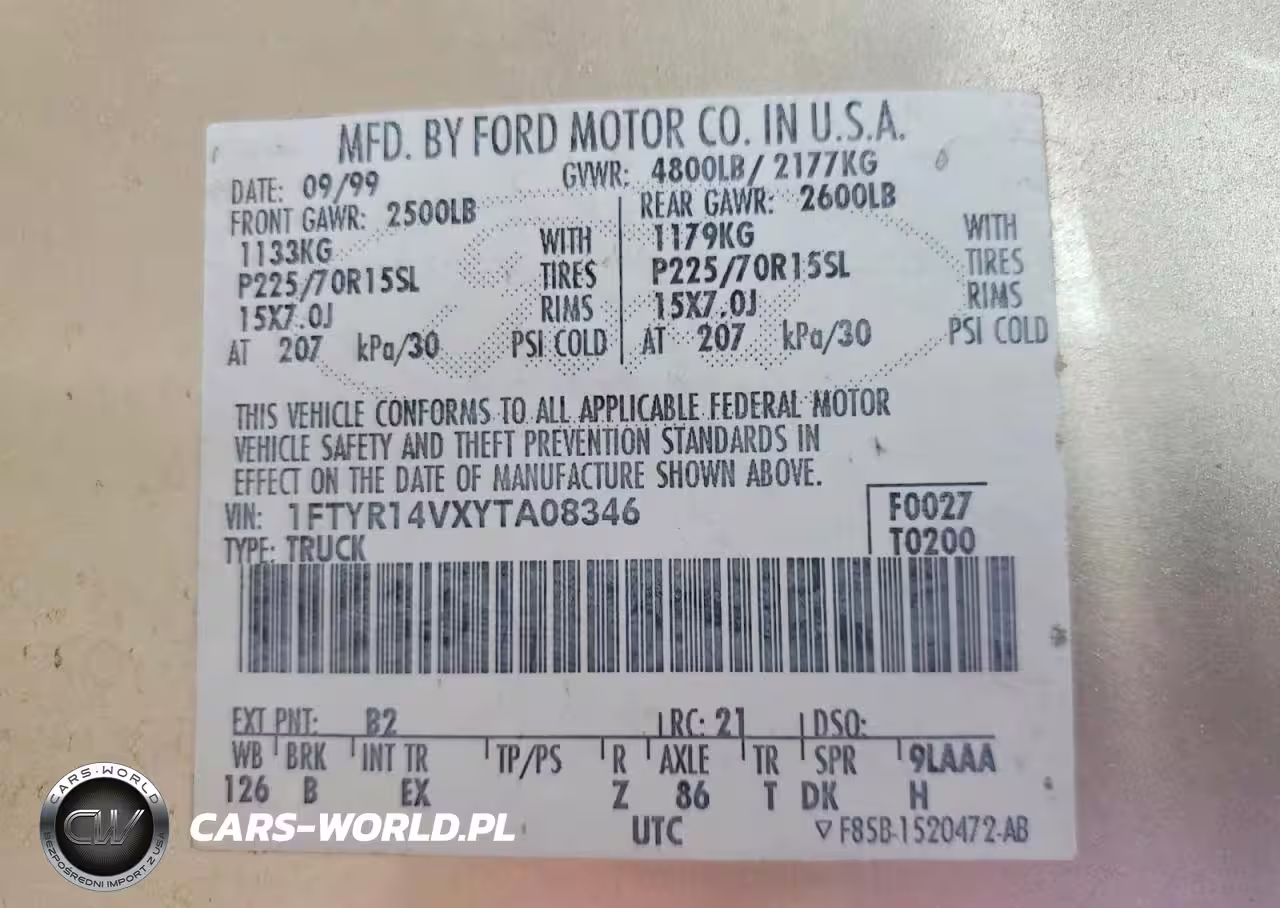 MFD. BY FORD MOTOR CO. IN U.S.A.
DATE: 09/99 GVWR: 4800LB/ 2177KG
FRONT GAWR: 2500LB REAR GAWR: 2600LB
1133KG WITH 1179KG WITH
P225/70R15SL TIRES P225/70R15SL TIRES
15X7.0J RIMS 15X7.0J RIMS
AT 207 kPa/30 PSI COLD AT 207 kPa/30 PSI COLD
THIS VEHICLE CONFORMS TO ALL APPLICABLE FEDERAL MOTOR
VEHICLE SAFETY AND THEFT PREVENTION STANDARDS IN
EFFECT ON THE DATE OF MANUFACTURE SHOWN ABOVE.
VIN: 1FTYR14VXYTA08346 F0027
TYPE: TRUCK T0200
EXT PNT: B2 RC: 21 DSO:
WB BRK INT TR TP/PS R AXLE TR SPR 9LAAA
126 B EX Z 86 T DK H
UTC ▽F85B-1520472-AB
CARS-WORLD
CW
BEZPOŚREDNI IMPORT Z USA
CARS-WORLD.PL